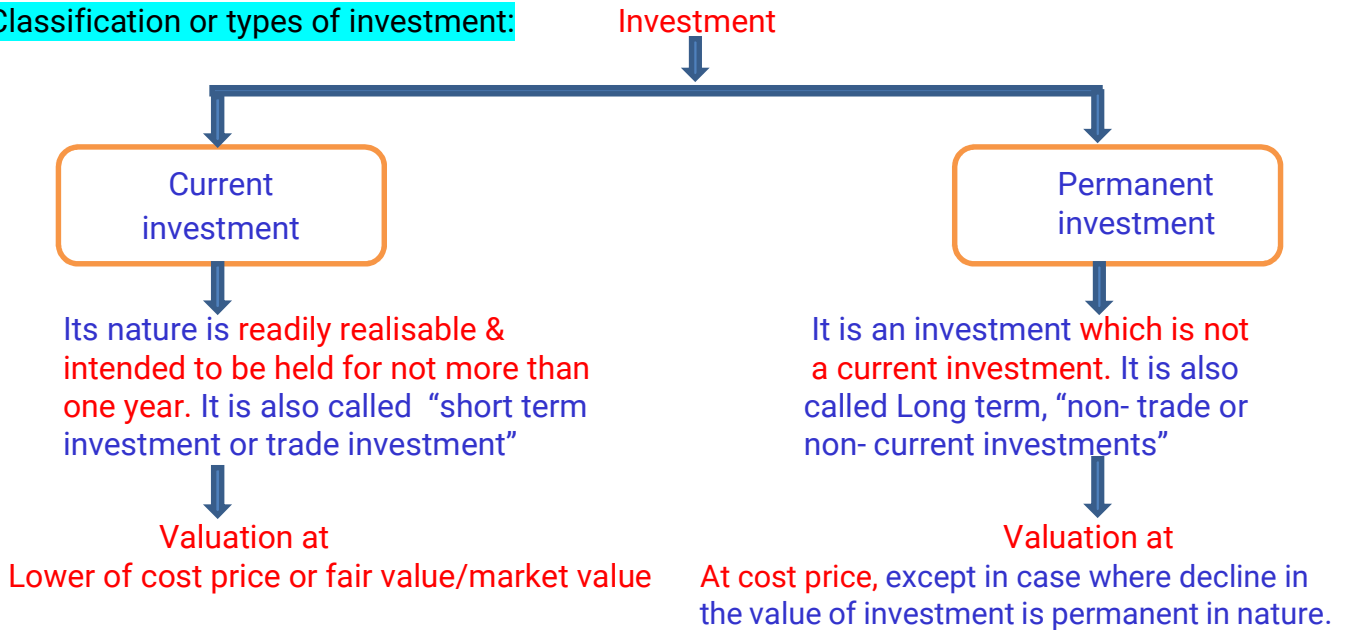 Classification or types of investment:
Investment
Current
investment
Its nature is readily realisable &
intended to be held for not more than
one year. It is also called “short term
investment or trade investment”
Valuation at
Lower of cost price or fair value/market value
Permanent
investment
It is an investment which is not
a current investment. It is also
called Long term, “non- trade or
non- current investments”
Valuation at
At cost price, except in case where decline in
the value of investment is permanent in nature.